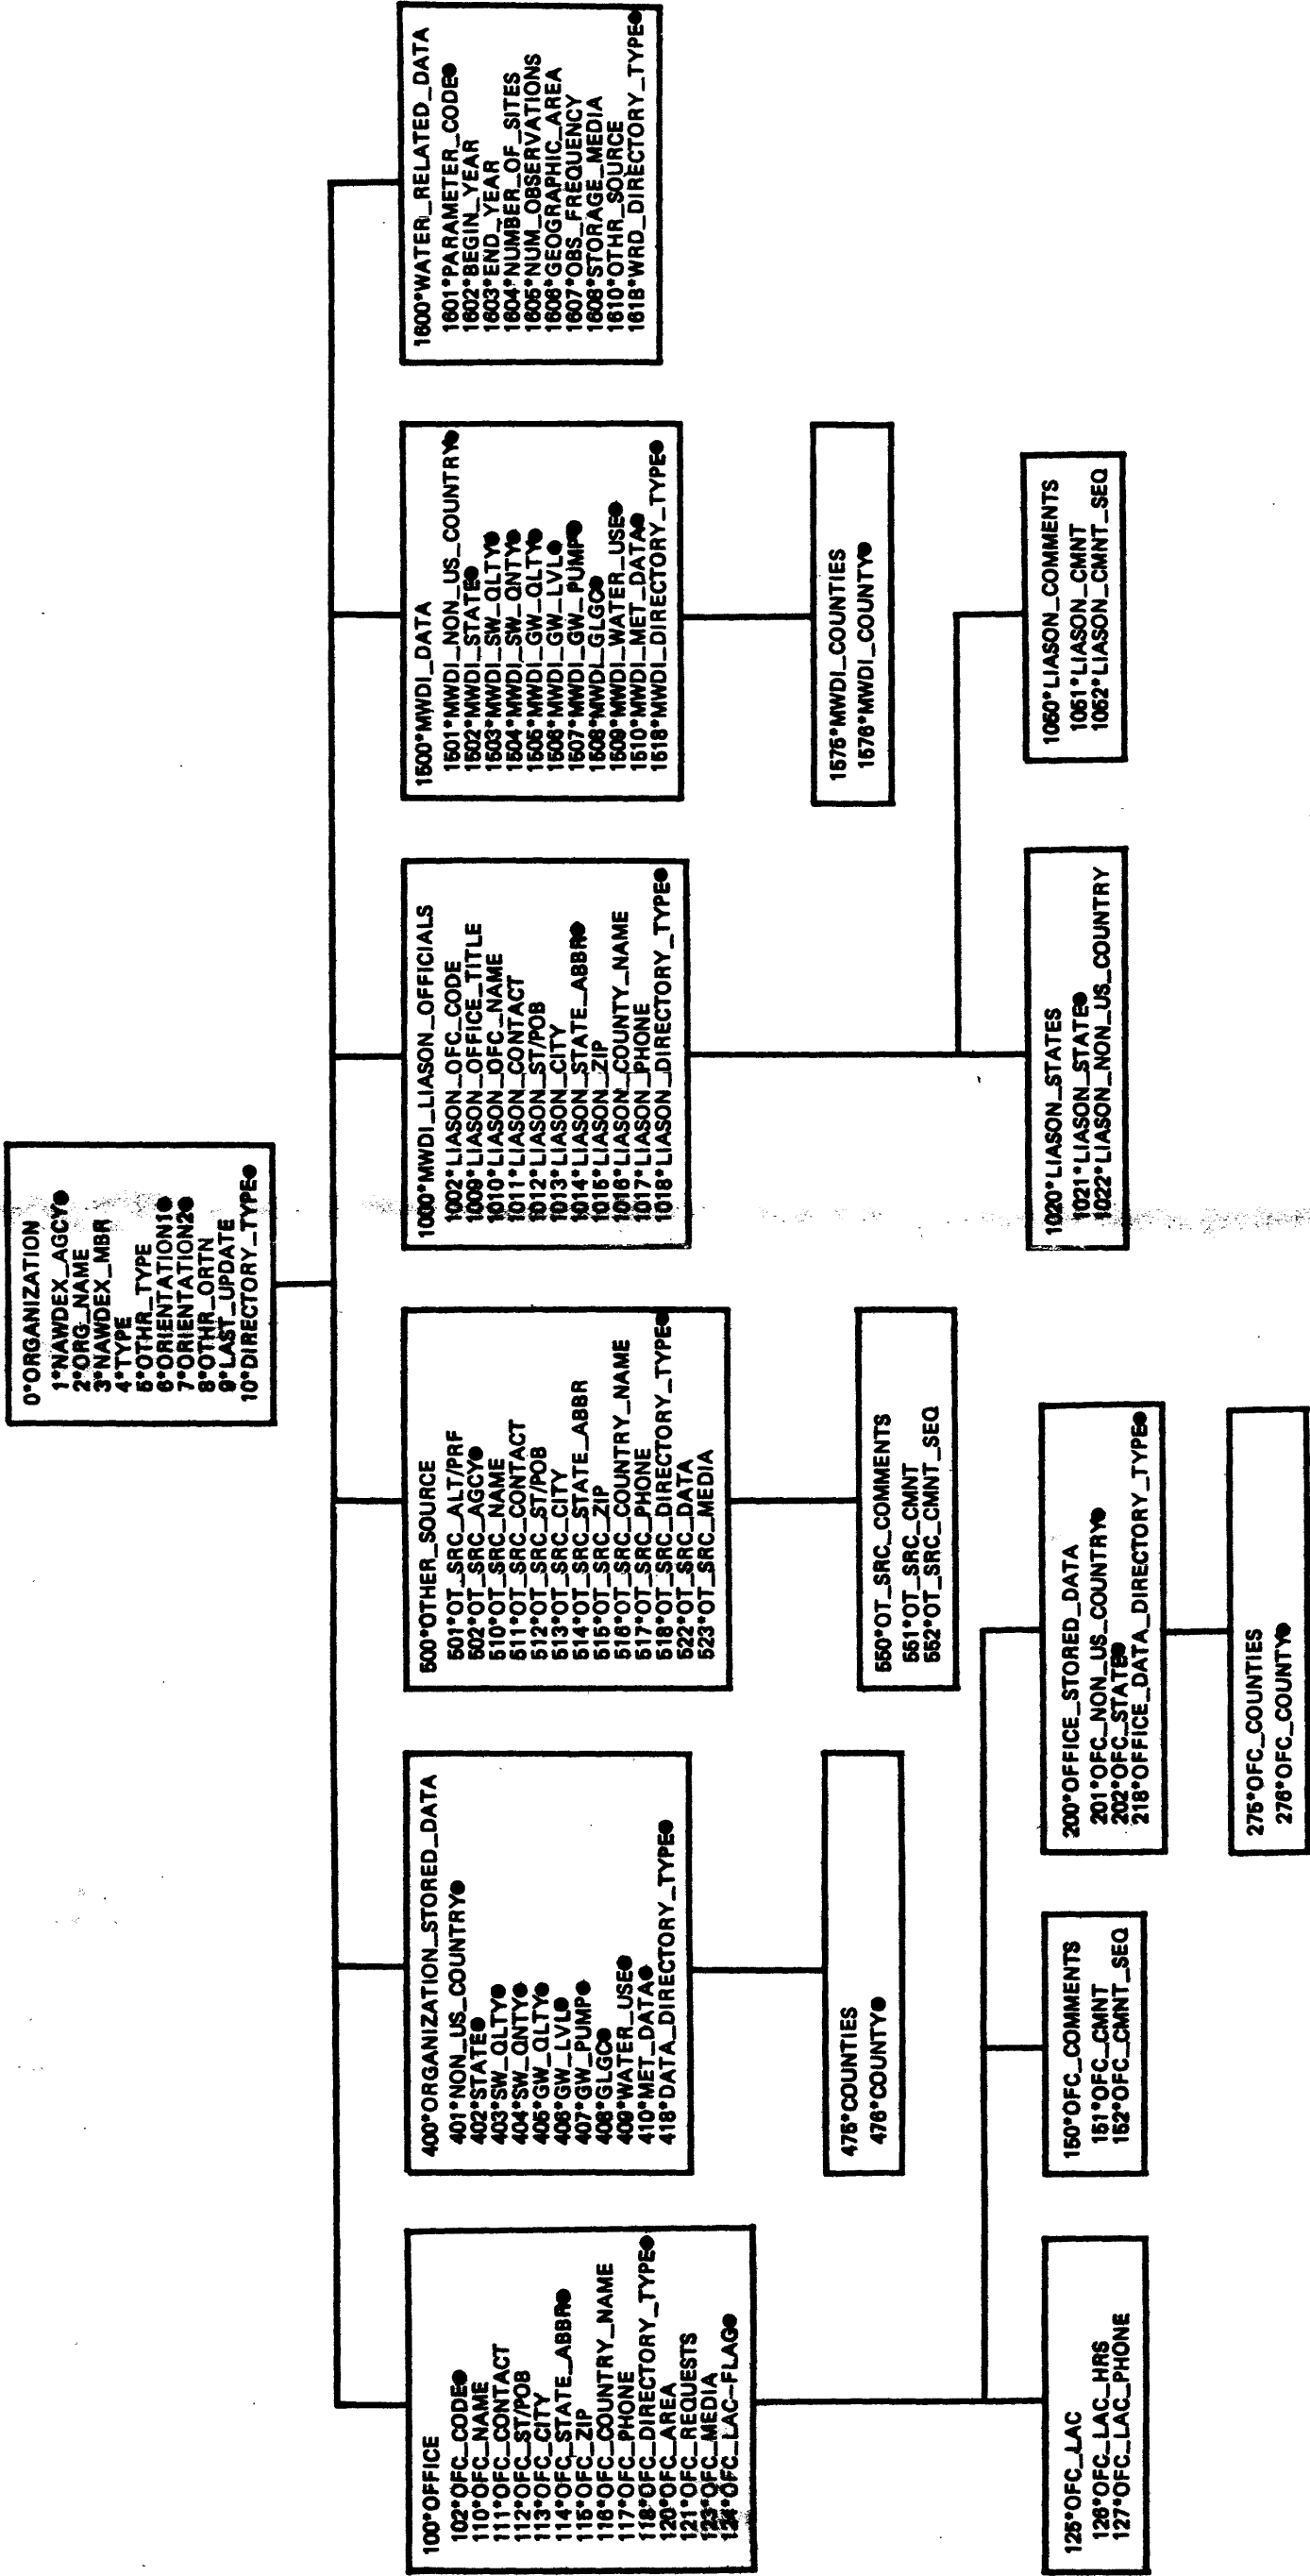 0*ORGANIZATION
1*NAWDEX_AGCY●
2*ORG_NAME
3*NAWDEX_MBR
4*TYPE
5*OTHR_TYPE
6*ORIENTATION1●
7*ORIENTATION2●
8*OTHR_ORTN
9*LAST_UPDATE
10*DIRECTORY_TYPE●
100*OFFICE
102*OFC_CODE●
110*OFC_NAME
111*OFC_CONTACT
112*OFC_ST/POB
113*OFC_CITY
114*OFC_STATE_ABBR●
115*OFC_ZIP
116*OFC_COUNTRY_NAME
117*OFC_PHONE
118*OFC_DIRECTORY_TYPE●
120*OFC_AREA
121*OFC_REQUESTS
123*OFC_MEDIA
124*OFC_LAC-FLAG●
400*ORGANIZATION_STORED_DATA
401*NON_US_COUNTRY●
402*STATE●
403*SW_QLTY●
404*SW_QNTY●
405*GW_QLTY●
406*GW_LVL●
407*GW_PUMP●
408*GLGC●
409*WATER_USE●
410*MET_DATA●
418*DATA_DIRECTORY_TYPE●
500*OTHER_SOURCE
501*OT_SRC_ALT/PRF
502*OT_SRC_AGCY●
510*OT_SRC_NAME
511*OT_SRC_CONTACT
512*OT_SRC_ST/POB
513*OT_SRC_CITY
514*OT_SRC_STATE_ABBR
515*OT_SRC_ZIP
516*OT_SRC_COUNTRY_NAME
517*OT_SRC_PHONE
518*OT_SRC_DIRECTORY_TYPE●
522*OT_SRC_DATA
523*OT_SRC_MEDIA
1000*MWDI_LIASON_OFFICIALS
1002*LIASON_OFC_CODE
1009*LIASON_OFFICE_TITLE
1010*LIASON_OFC_NAME
1011*LIASON_CONTACT
1012*LIASON_ST/POB
1013*LIASON_CITY
1014*LIASON_STATE_ABBR●
1015*LIASON_ZIP
1016*LIASON_COUNTY_NAME
1017*LIASON_PHONE
1018*LIASON_DIRECTORY_TYPE●
1500*MWDI_DATA
1501*MWDI_NON_US_COUNTRY●
1502*MWDI_STATE●
1503*MWDI_SW_QLTY●
1504*MWDI_SW_QNTY●
1505*MWDI_GW_QLTY●
1506*MWDI_GW_LVL●
1507*MWDI_GW_PUMP●
1508*MWDI_GLGC●
1509*MWDI_WATER_USE●
1510*MWDI_MET_DATA●
1518*MWDI_DIRECTORY_TYPE●
1600*WATER_RELATED_DATA
1601*PARAMETER_CODE●
1602*BEGIN_YEAR
1603*END_YEAR
1604*NUMBER_OF_SITES
1605*NUM_OBSERVATIONS
1606*GEOGRAPHIC_AREA
1607*OBS_FREQUENCY
1608*STORAGE_MEDIA
1610*OTHR_SOURCE
1618*WRD_DIRECTORY_TYPE●
475*COUNTIES
476*COUNTY●
550*OT_SRC_COMMENTS
551*OT_SRC_CMNT
552*OT_SRC_CMNT_SEQ
1575*MWDI_COUNTIES
1576*MWDI_COUNTY●
125*OFC_LAC
126*OFC_LAC_HRS
127*OFC_LAC_PHONE
150*OFC_COMMENTS
151*OFC_CMNT
152*OFC_CMNT_SEQ
200*OFFICE_STORED_DATA
201*OFC_NON_US_COUNTRY●
202*OFC_STATE●
218*OFFICE_DATA_DIRECTORY_TYPE●
1020*LIASON_STATES
1021*LIASON_STATE●
1022*LIASON_NON_US_COUNTRY
1050*LIASON_COMMENTS
1051*LIASON_CMNT
1052*LIASON_CMNT_SEQ
275*OFC_COUNTIES
276*OFC_COUNTY●